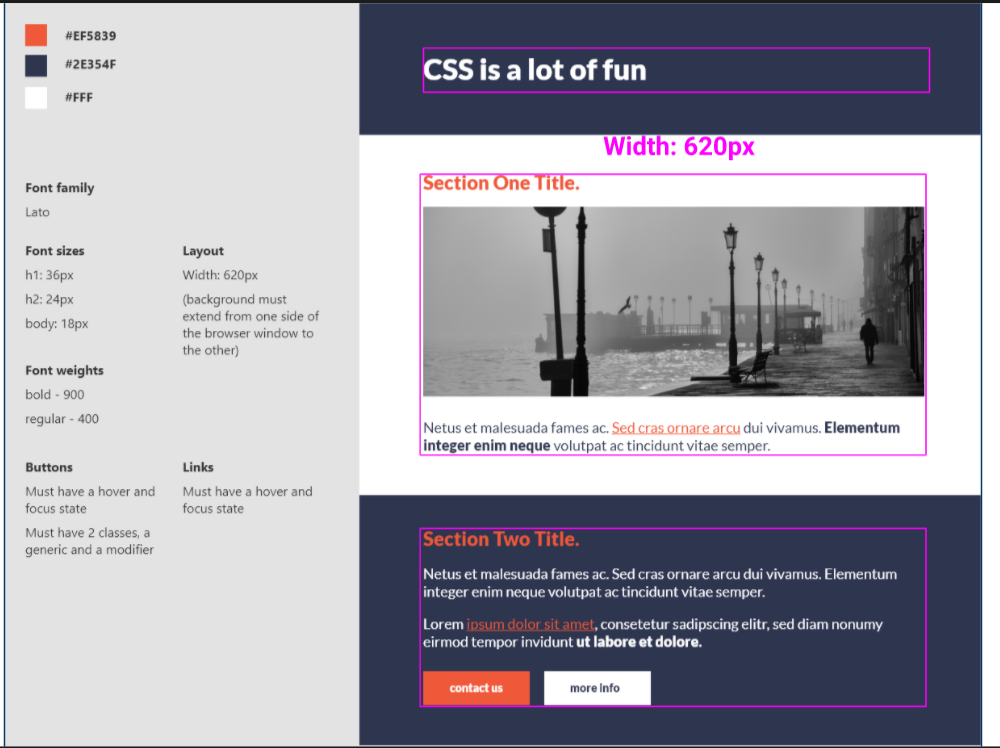 #EF5839
#2E354F
#FFF
Font family
Lato
Font sizes
h1: 36px
h2: 24px
body: 18px
Layout
Width: 620px
(background must
extend from one side of
the browser window to
the other)
Font weights
bold - 900
regular - 400
Buttons
Must have a hover and
focus state
Must have 2 classes, a
generic and a modifier
Links
Must have a hover and
focus state
CSS is a lot of fun
Width: 620px
Section One Title.
Netus et malesuada fames ac. Sed cras ornare arcu dui vivamus. Elementum
integer enim neque volutpat ac tincidunt vitae semper.
Section Two Title.
Netus et malesuada fames ac. Sed cras ornare arcu dui vivamus. Elementum
integer enim neque volutpat ac tincidunt vitae semper.
Lorem ipsum dolor sit amet, consetetur sadipscing elitr, sed diam nonumy
eirmod tempor invidunt ut labore et dolore.
contact us
more info